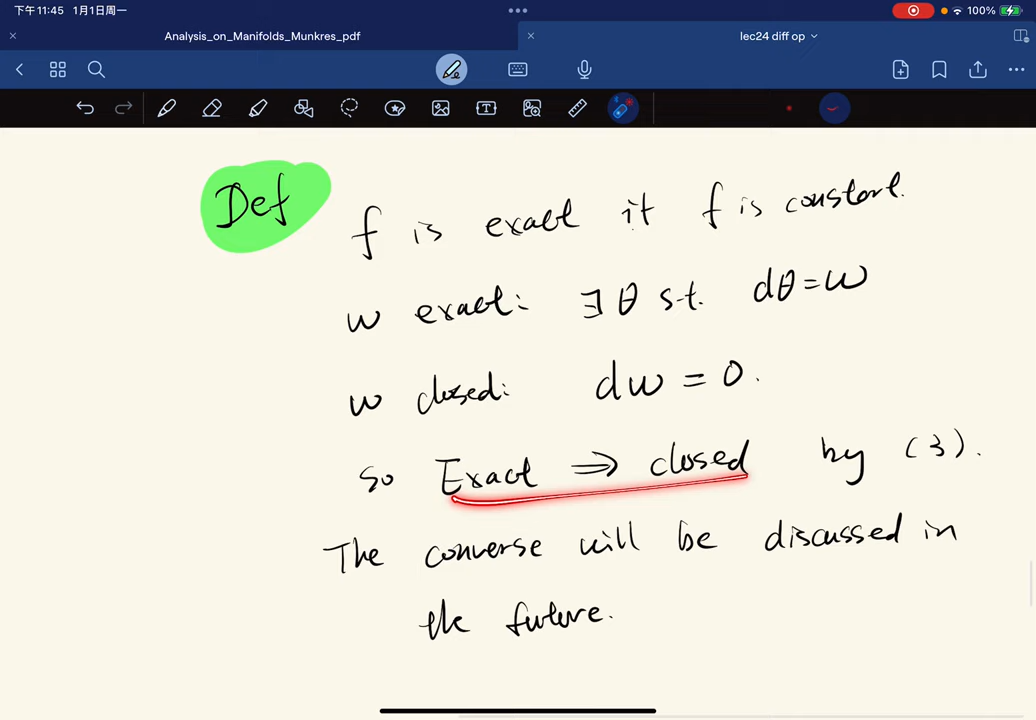 下午11:45 1月1日周一
100%
Analysis_on_Manifolds_Munkres_pdf
lec24 diff op
Def f is exact if f is constant.
w exact: ∃ θ s.t. dθ = w
w closed: dw = 0.
so Exact ⇒ closed by (3).
The converse will be discussed in
the future.